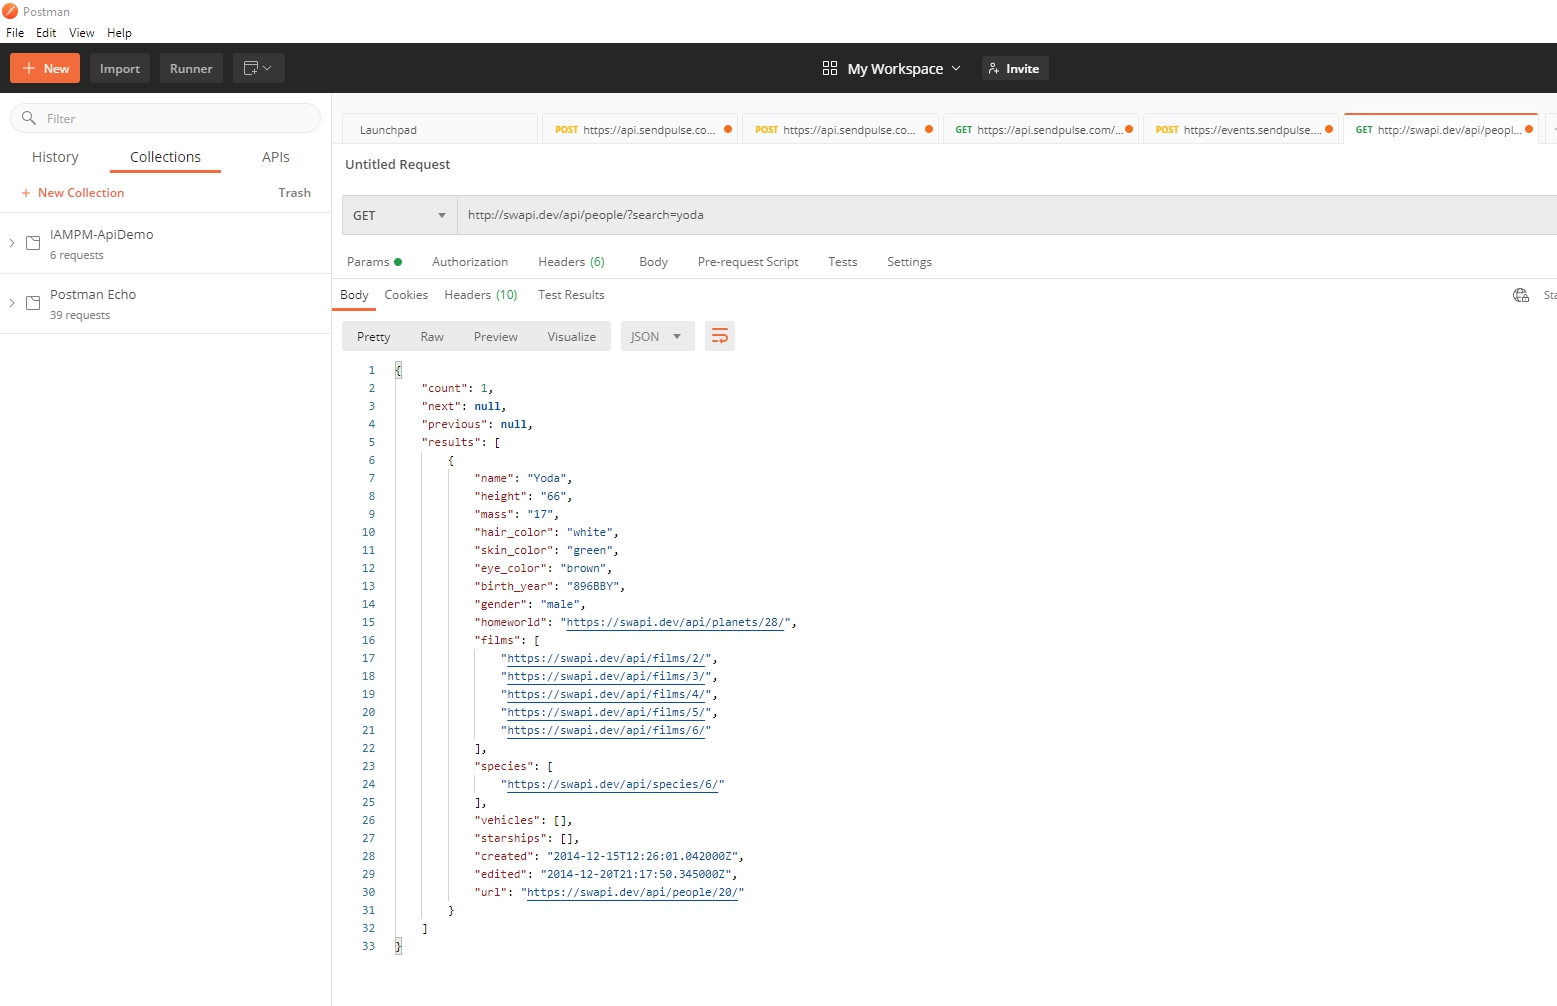 Postman
File Edit View Help
New Import Runner My Workspace Invite
Filter
History Collections APIs
+ New Collection Trash
IAMPM-ApiDemo
6 requests
Postman Echo
39 requests
Launchpad POST https://api.sendpulse.co... POST https://api.sendpulse.co... GET https://api.sendpulse.com/... POST https://events.sendpulse.... GET http://swapi.dev/api/peopl...
Untitled Request
GET http://swapi.dev/api/people/?search=yoda
Params Authorization Headers (6) Body Pre-request Script Tests Settings
Body Cookies Headers (10) Test Results Sta
Pretty Raw Preview Visualize JSON
1 {
2 "count": 1,
3 "next": null,
4 "previous": null,
5 "results": [
6 {
7 "name": "Yoda",
8 "height": "66",
9 "mass": "17",
10 "hair_color": "white",
11 "skin_color": "green",
12 "eye_color": "brown",
13 "birth_year": "896BBY",
14 "gender": "male",
15 "homeworld": "https://swapi.dev/api/planets/28/",
16 "films": [
17 "https://swapi.dev/api/films/2/",
18 "https://swapi.dev/api/films/3/",
19 "https://swapi.dev/api/films/4/",
20 "https://swapi.dev/api/films/5/",
21 "https://swapi.dev/api/films/6/"
22 ],
23 "species": [
24 "https://swapi.dev/api/species/6/"
25 ],
26 "vehicles": [],
27 "starships": [],
28 "created": "2014-12-15T12:26:01.042000Z",
29 "edited": "2014-12-20T21:17:50.345000Z",
30 "url": "https://swapi.dev/api/people/20/"
31 }
32 ]
33 }